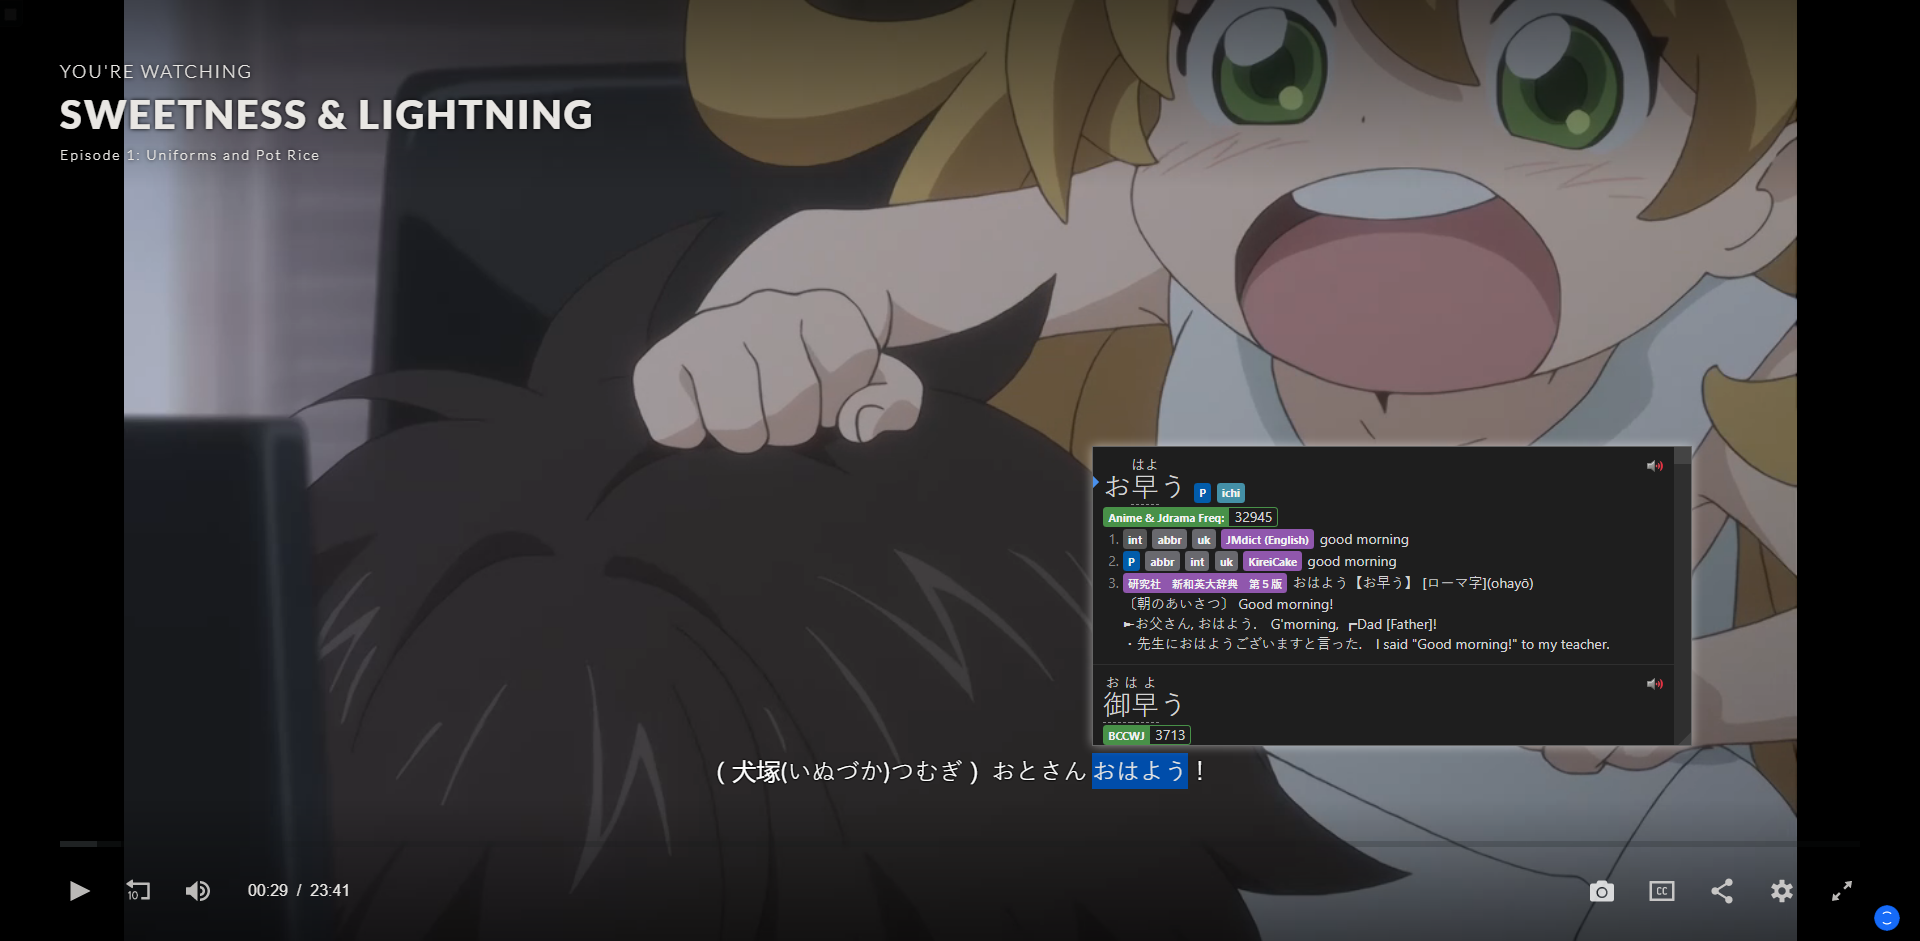 YOU'RE WATCHING
SWEETNESS & LIGHTNING
Episode 1: Uniforms and Pot Rice
はよ
お早う P ichi
Anime & Jdrama Freq: 32945
1. int abbr uk JMdict (English) good morning
2. P abbr int uk KireiCake good morning
3. 研究社 新和英大辞典 第5版 おはよう【お早う】 [ローマ字](ohayō)
〔朝のあいさつ〕 Good morning!
►お父さん, おはよう. G'morning, ┏Dad [Father]!
・先生におはようございますと言った. I said "Good morning!" to my teacher.
おはよ
御早う
BCCWJ 3713
(犬塚(いぬづか)つむぎ) おとさん おはよう!
10 00:29 / 23:41 CC